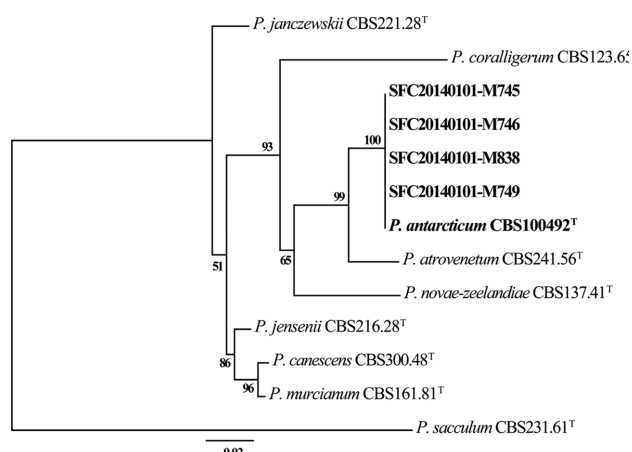 P. janczewskii CBS221.28ᵀ
P. coralligerum CBS123.65
SFC20140101-M745
93
SFC20140101-M746
100
SFC20140101-M838
SFC20140101-M749
99
P. antarcticum CBS100492ᵀ
51
65
P. atrovenetum CBS241.56ᵀ
P. novae-zeelandiae CBS137.41ᵀ
P. jensenii CBS216.28ᵀ
86
P. canescens CBS300.48ᵀ
96
P. murcianum CBS161.81ᵀ
P. sacculum CBS231.61ᵀ